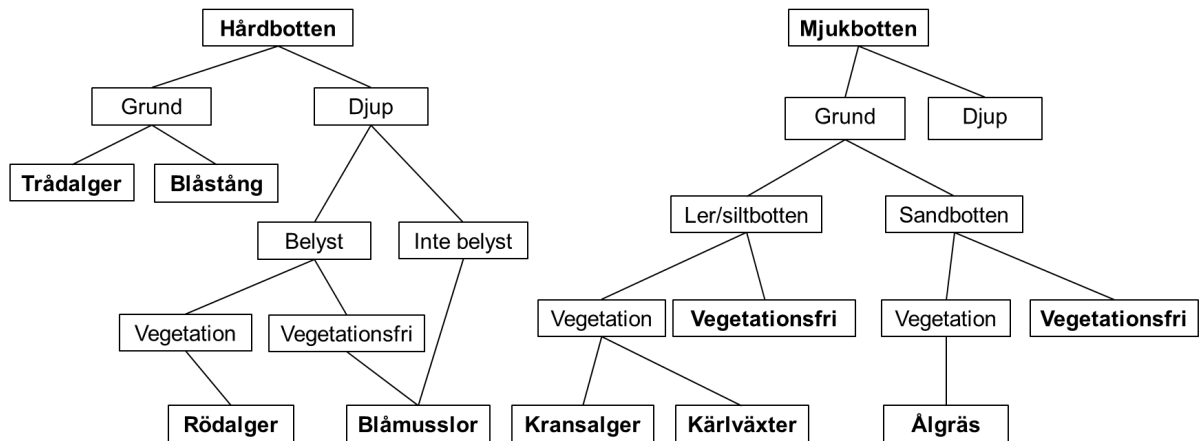 Hårdbotten
Mjukbotten
Grund
Djup
Grund
Djup
Trådalger
Blåstång
Ler/siltbotten
Sandbotten
Belyst
Inte belyst
Vegetation
Vegetationsfri
Vegetation
Vegetationsfri
Vegetation
Vegetationsfri
Rödalger
Blåmusslor
Kransalger
Kärlväxter
Ålgräs